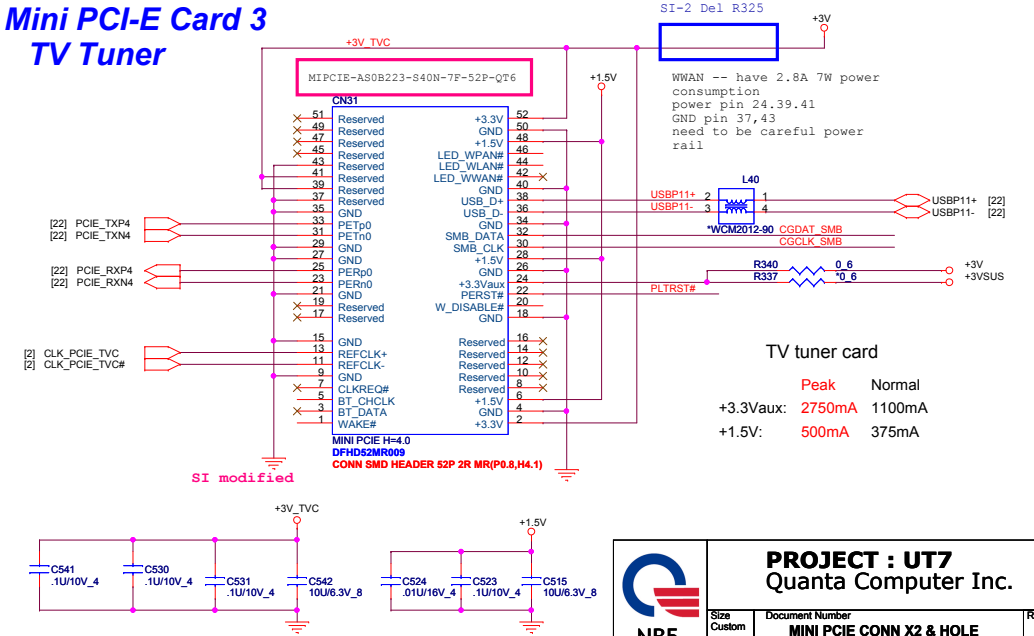 Mini PCI-E Card 3
TV Tuner
SI-2 Del R325
+3V
+3V_TVC
MIPCIE-AS0B223-S40N-7F-52P-QT6
+1.5V
WWAN -- have 2.8A 7W power
consumption
power pin 24.39.41
GND pin 37,43
need to be careful power
rail
CN31
51 Reserved +3.3V 52
49 Reserved GND 50
47 Reserved +1.5V 48
45 Reserved LED_WPAN# 46
43 Reserved LED_WLAN# 44
41 Reserved LED_WWAN# 42
39 Reserved GND 40
37 Reserved USB_D+ 38
35 GND USB_D- 36
33 PETp0 GND 34
31 PETn0 SMB_DATA 32
29 GND SMB_CLK 30
27 GND +1.5V 28
25 PERp0 GND 26
23 PERn0 +3.3Vaux 24
21 GND PERST# 22
19 Reserved W_DISABLE# 20
17 Reserved GND 18
15 GND Reserved 16
13 REFCLK+ Reserved 14
11 REFCLK- Reserved 12
9 GND Reserved 10
7 CLKREQ# Reserved 8
5 BT_CHCLK +1.5V 6
3 BT_DATA GND 4
1 WAKE# +3.3V 2
MINI PCIE H=4.0
DFHD52MR009
CONN SMD HEADER 52P 2R MR(P0.8,H4.1)
[22] PCIE_TXP4
[22] PCIE_TXN4
[22] PCIE_RXP4
[22] PCIE_RXN4
[2] CLK_PCIE_TVC
[2] CLK_PCIE_TVC#
SI modified
L40
USBP11+ 2 1 USBP11+ [22]
USBP11- 3 4 USBP11- [22]
*WCM2012-90
CGDAT_SMB
CGCLK_SMB
R340 0_6 +3V
R337 *0_6 +3VSUS
PLTRST#
TV tuner card
Peak Normal
+3.3Vaux: 2750mA 1100mA
+1.5V: 500mA 375mA
+3V_TVC
C541
.1U/10V_4
C530
.1U/10V_4
C531
.1U/10V_4
C542
10U/6.3V_8
+1.5V
C524
.01U/16V_4
C523
.1U/10V_4
C515
10U/6.3V_8
PROJECT : UT7
Quanta Computer Inc.
Size
Custom
Document Number
MINI PCIE CONN X2 & HOLE